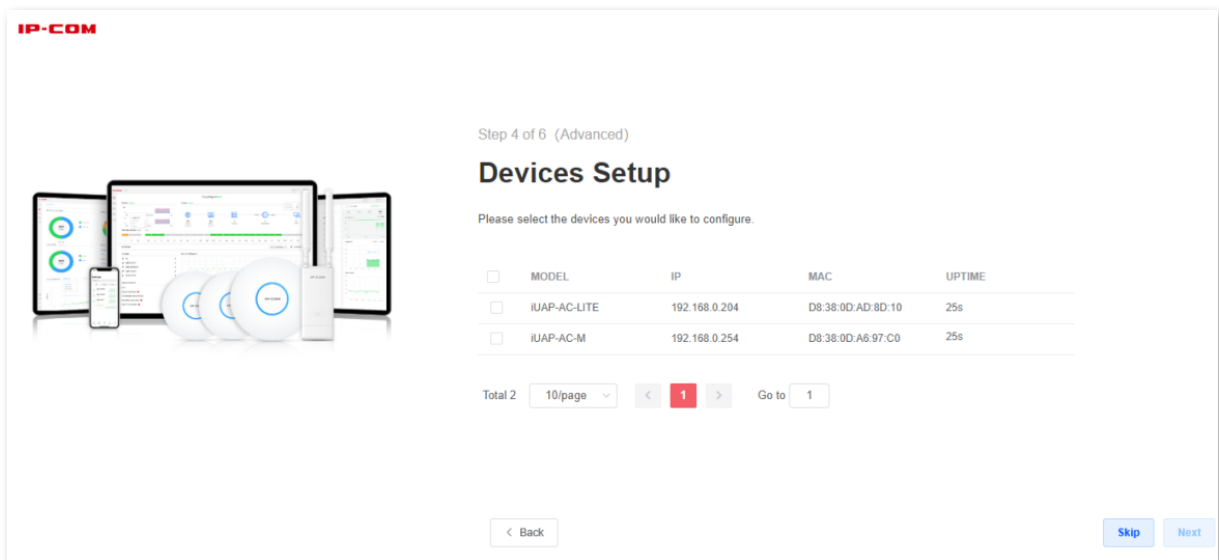 IP-COM
Step 4 of 6 (Advanced)
Devices Setup
Please select the devices you would like to configure.
MODEL IP MAC UPTIME
iUAP-AC-LITE 192.168.0.204 D8:38:0D:AD:8D:10 25s
iUAP-AC-M 192.168.0.254 D8:38:0D:A6:97:C0 25s
Total 2 10/page < 1 > Go to 1
< Back Skip Next